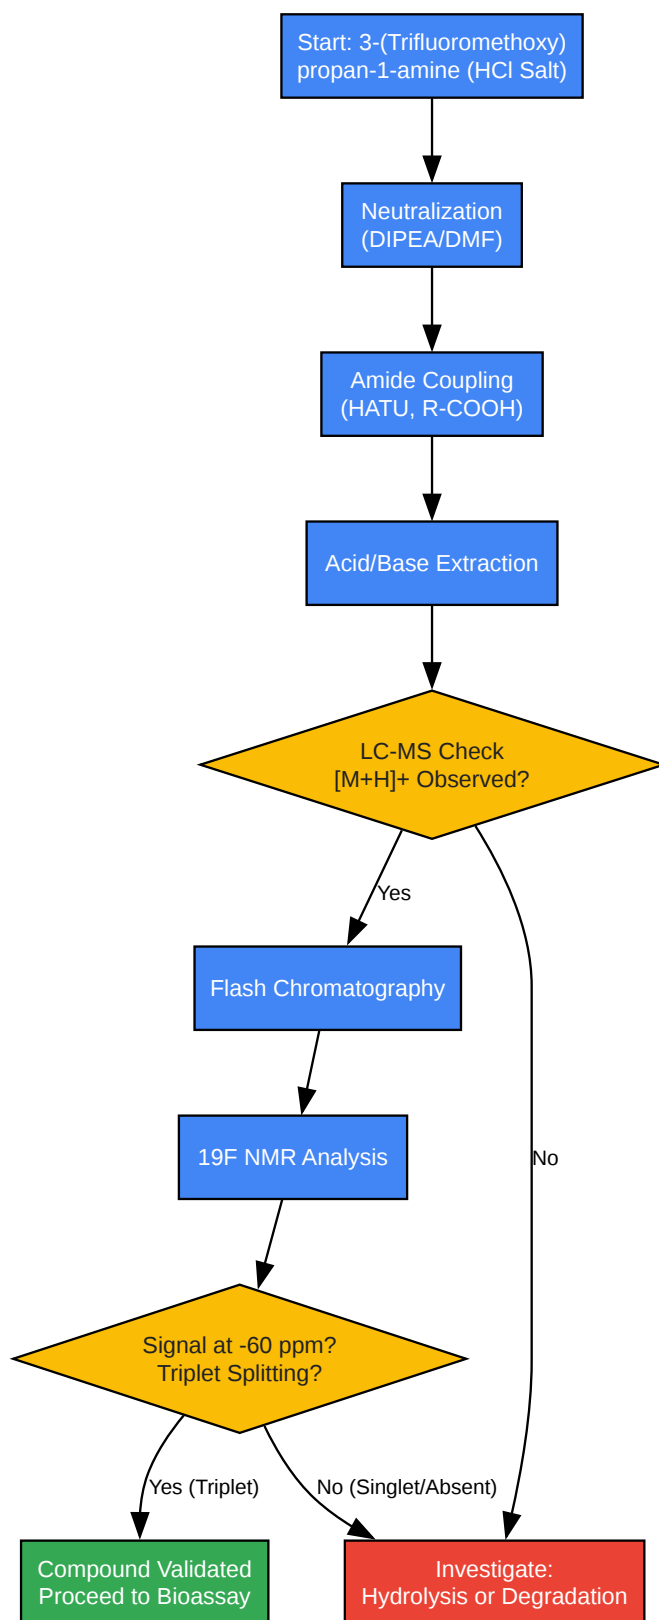 Start: 3-(Trifluoromethoxy)
propan-1-amine (HCl Salt)
Neutralization
(DIPEA/DMF)
Amide Coupling
(HATU, R-COOH)
Acid/Base Extraction
LC-MS Check
[M+H]+ Observed?
Yes
Flash Chromatography
19F NMR Analysis
No
Signal at -60 ppm?
Triplet Splitting?
Yes (Triplet)
No (Singlet/Absent)
Compound Validated
Proceed to Bioassay
Investigate:
Hydrolysis or Degradation